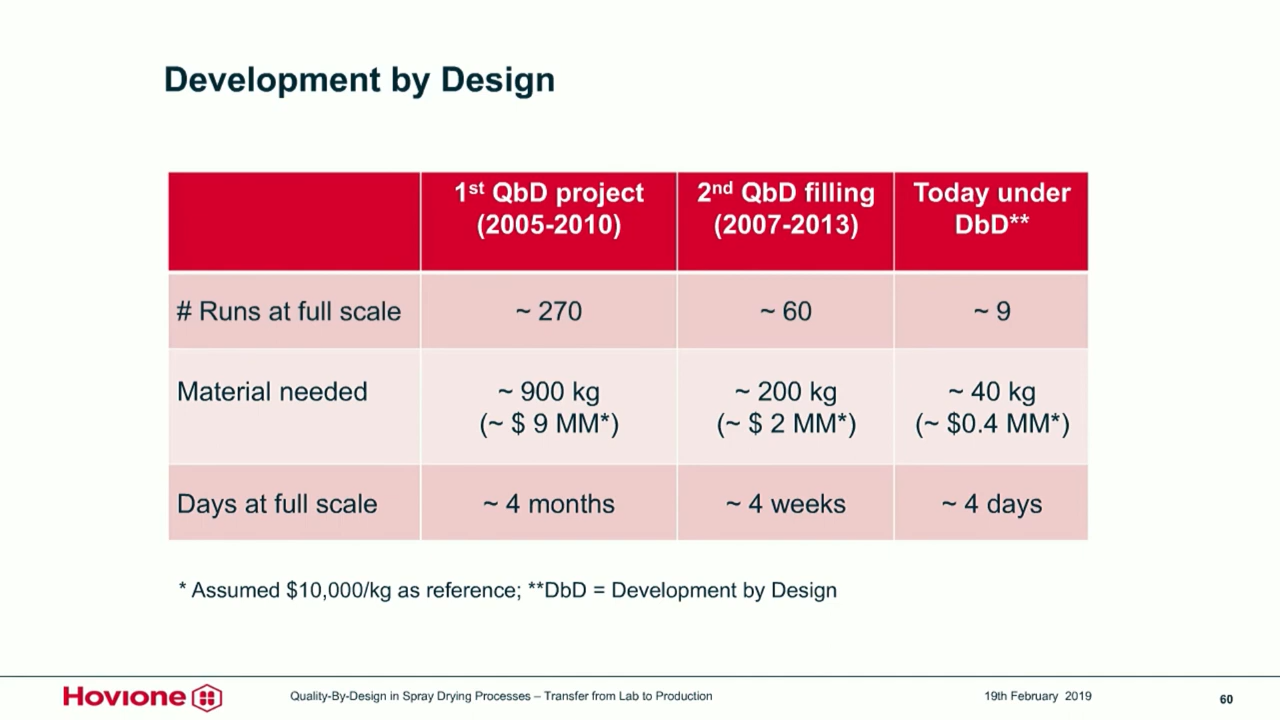 Development by Design
1st QbD project
(2005-2010)
2nd QbD filling
(2007-2013)
Today under
DbD**
# Runs at full scale
~ 270
~ 60
~ 9
Material needed
~ 900 kg
(~ $ 9 MM*)
~ 200 kg
(~ $ 2 MM*)
~ 40 kg
(~ $0.4 MM*)
Days at full scale
~ 4 months
~ 4 weeks
~ 4 days
* Assumed $10,000/kg as reference; **DbD = Development by Design
Hovione
Quality-By-Design in Spray Drying Processes – Transfer from Lab to Production
19th February 2019
60